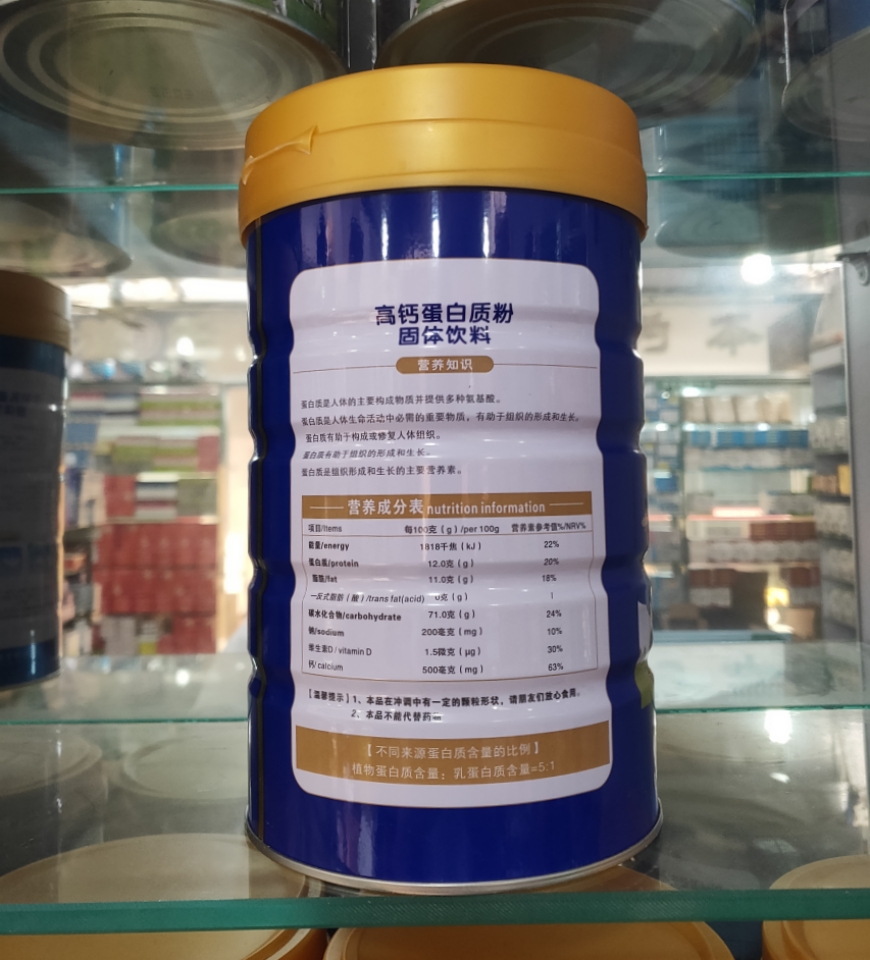 高钙蛋白质粉
固体饮料
营养知识
蛋白质是人体的主要构成物质并提供多种氨基酸。
蛋白质是人体生命活动中必需的重要物质，有助于组织的形成和生长。
蛋白质有助于构成或修复人体组织。
蛋白质有助于组织的形成和生长。
蛋白质是组织形成和生长的主要营养素。
营养成分表 nutrition information
项目/Items 每100克（g）/per 100g 营养素参考值%/NRV%
能量/energy 1818千焦（kJ） 22%
蛋白质/protein 12.0克（g） 20%
脂肪/fat 11.0克（g） 18%
—反式脂肪（酸）/trans fat(acid) 0克（g）
碳水化合物/carbohydrate 71.0克（g） 24%
钠/sodium 200毫克（mg） 10%
维生素D/vitamin D 1.5微克（μg） 30%
钙/calcium 500毫克（mg） 63%
【温馨提示】1、本品在冲调中有一定的颗粒形状，请朋友们放心食用。
2、本品不能代替药
【不同来源蛋白质含量的比例】
植物蛋白质含量：乳蛋白质含量=5:1